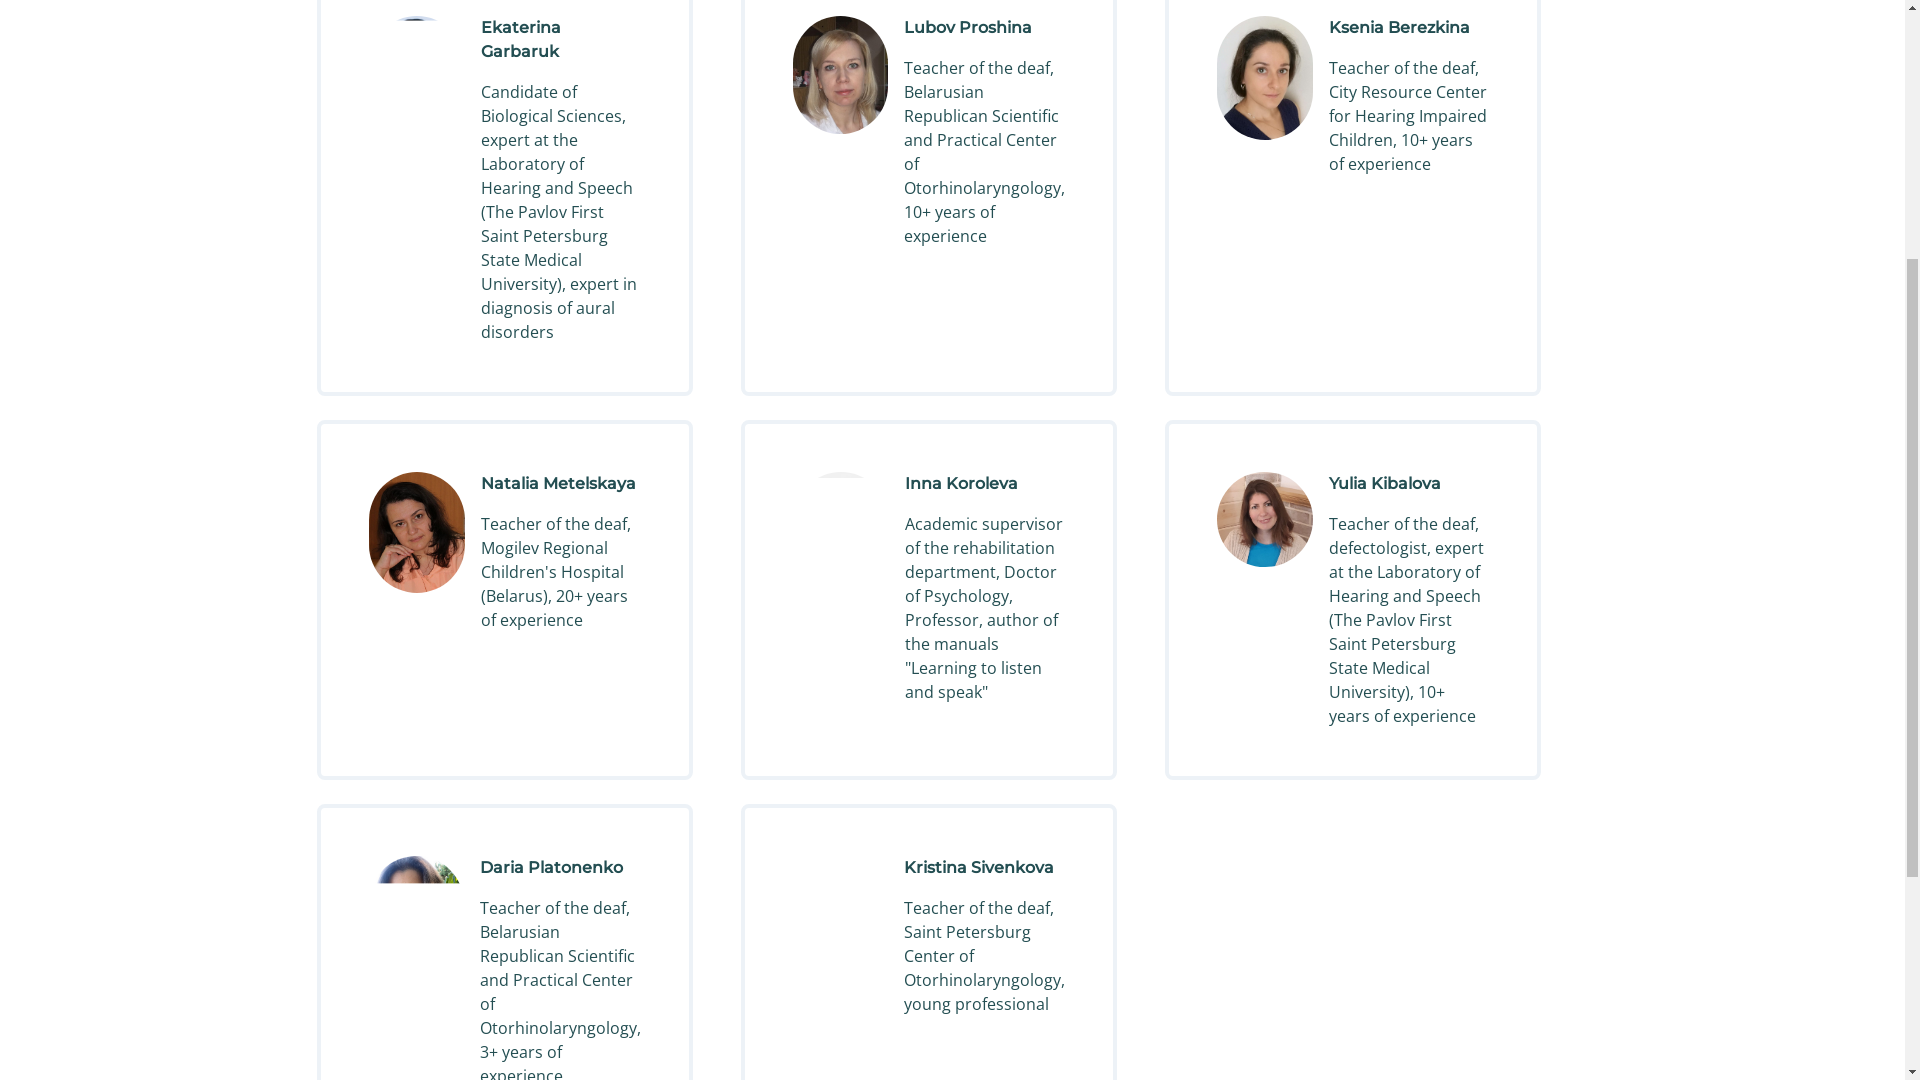 Ekaterina
Garbaruk
Candidate of
Biological Sciences,
expert at the
Laboratory of
Hearing and Speech
(The Pavlov First
Saint Petersburg
State Medical
University), expert in
diagnosis of aural
disorders
Lubov Proshina
Teacher of the deaf,
Belarusian
Republican Scientific
and Practical Center
of
Otorhinolaryngology,
10+ years of
experience
Ksenia Berezkina
Teacher of the deaf,
City Resource Center
for Hearing Impaired
Children, 10+ years
of experience
Natalia Metelskaya
Teacher of the deaf,
Mogilev Regional
Children's Hospital
(Belarus), 20+ years
of experience
Inna Koroleva
Academic supervisor
of the rehabilitation
department, Doctor
of Psychology,
Professor, author of
the manuals
"Learning to listen
and speak"
Yulia Kibalova
Teacher of the deaf,
defectologist, expert
at the Laboratory of
Hearing and Speech
(The Pavlov First
Saint Petersburg
State Medical
University), 10+
years of experience
Daria Platonenko
Teacher of the deaf,
Belarusian
Republican Scientific
and Practical Center
of
Otorhinolaryngology,
3+ years of
experience
Kristina Sivenkova
Teacher of the deaf,
Saint Petersburg
Center of
Otorhinolaryngology,
young professional